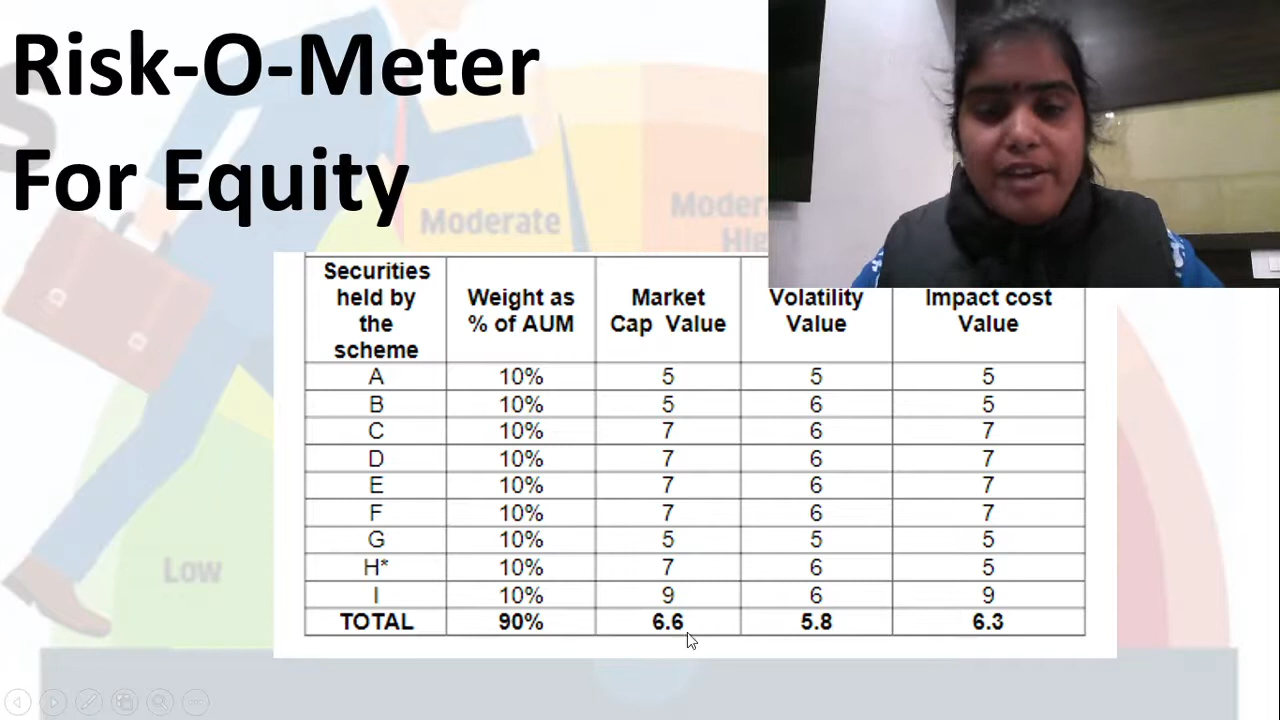 Risk-O-Meter
For Equity
S
Moderate
Moder
Hig
Low
Securities held by the scheme Weight as % of AUM Market Cap Value Volatility Value Impact cost Value
A 10% 5 5 5
B 10% 5 6 5
C 10% 7 6 7
D 10% 7 6 7
E 10% 7 6 7
F 10% 7 6 7
G 10% 5 5 5
H* 10% 7 6 5
I 10% 9 6 9
TOTAL 90% 6.6 5.8 6.3